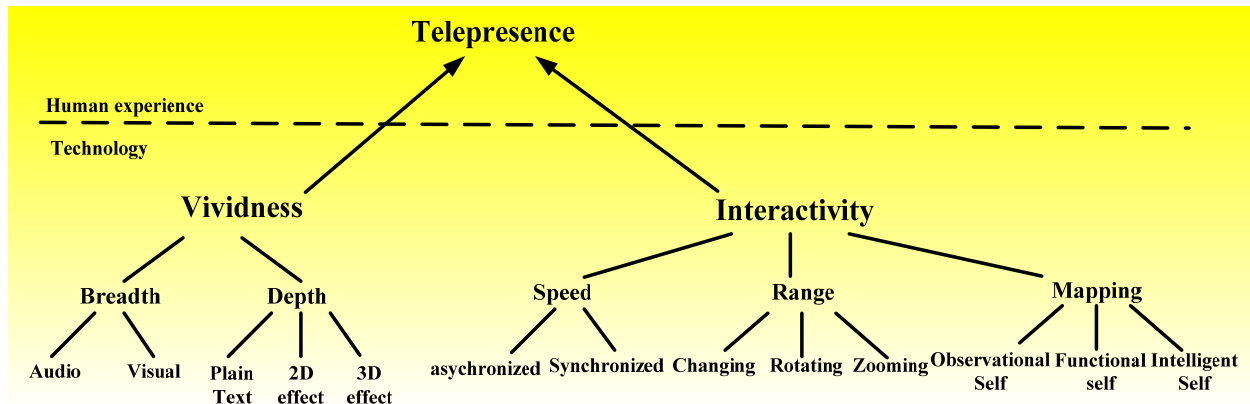 Telepresence
Human experience
Technology
Vividness
Interactivity
Breadth
Depth
Speed
Range
Mapping
Audio
Visual
Plain
Text
2D
effect
3D
effect
asychronized
Synchronized
Changing
Rotating
Zooming
Observational
Self
Functional
self
Intelligent
Self